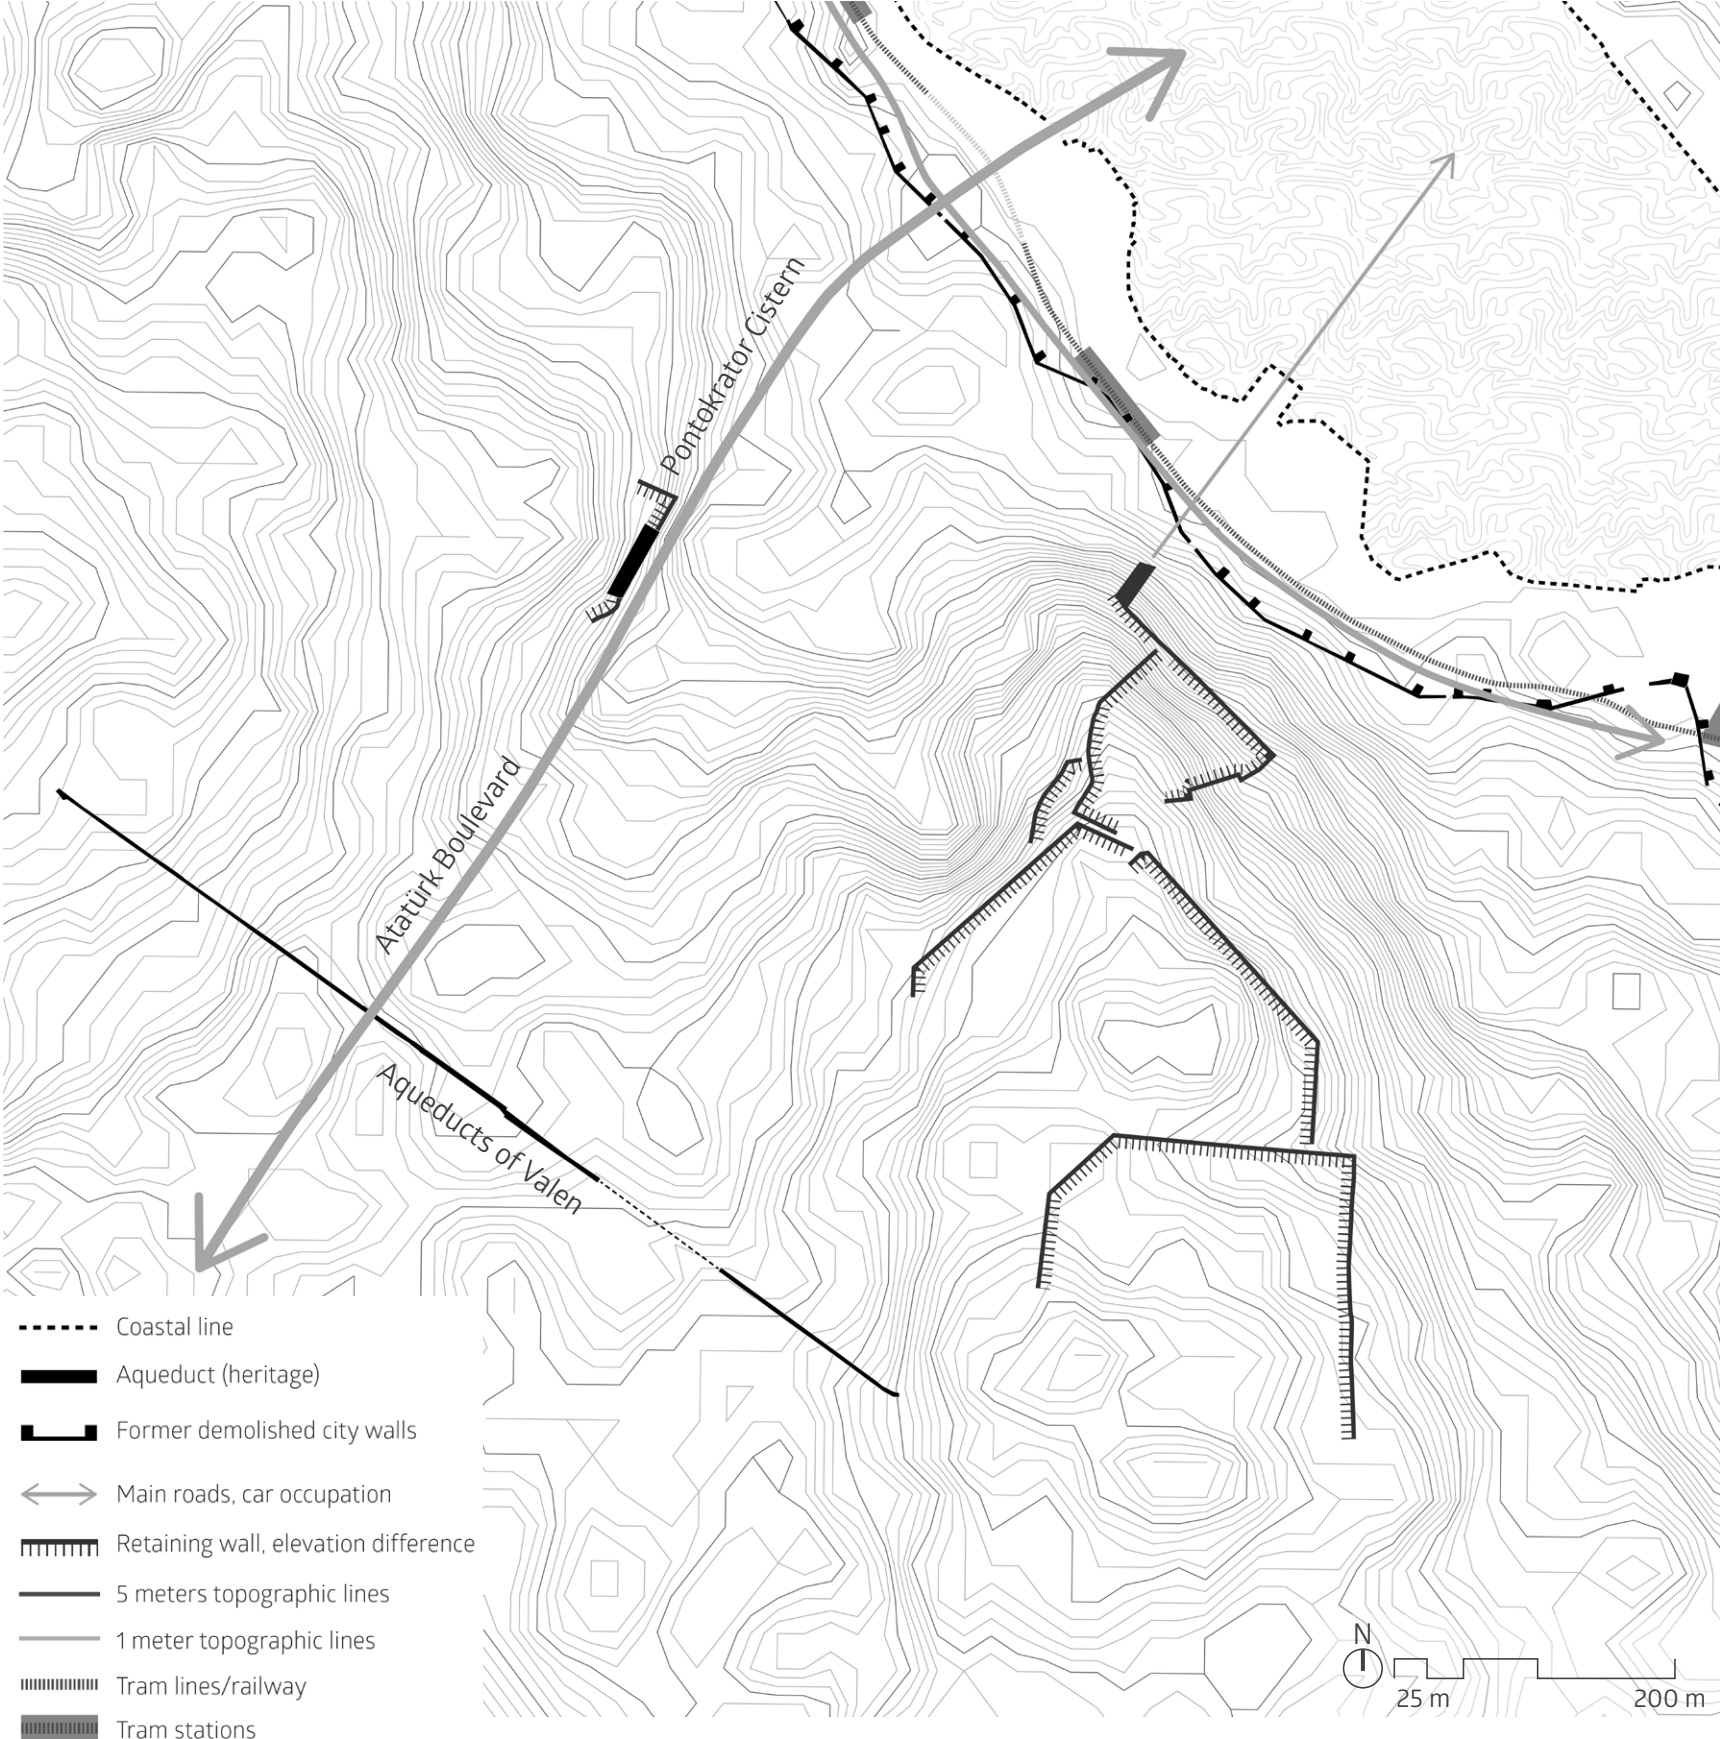 Pontokrator Cistern
Atatürk Boulevard
Aqueducts of Valen
Coastal line
Aqueduct (heritage)
Former demolished city walls
Main roads, car occupation
Retaining wall, elevation difference
5 meters topographic lines
1 meter topographic lines
Tram lines/railway
Tram stations
N
25 m 200 m